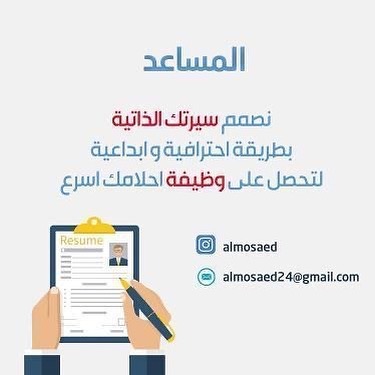 المساعد
نصمم سيرتك الذاتية
بطريقة احترافية و ابداعية
لتحصل على وظيفة احلامك اسرع
almosaed
almosaed24@gmail.com
Resume